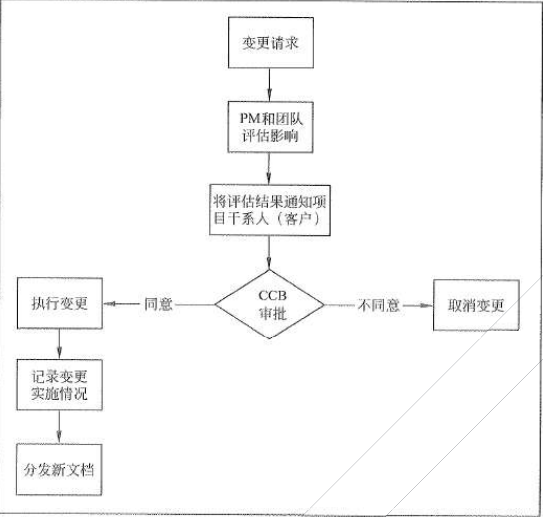 变更请求
PM和团队
评估影响
将评估结果通知项
目干系人（客户）
CCB
审批
同意
不同意
执行变更
取消变更
记录变更
实施情况
分发新文档